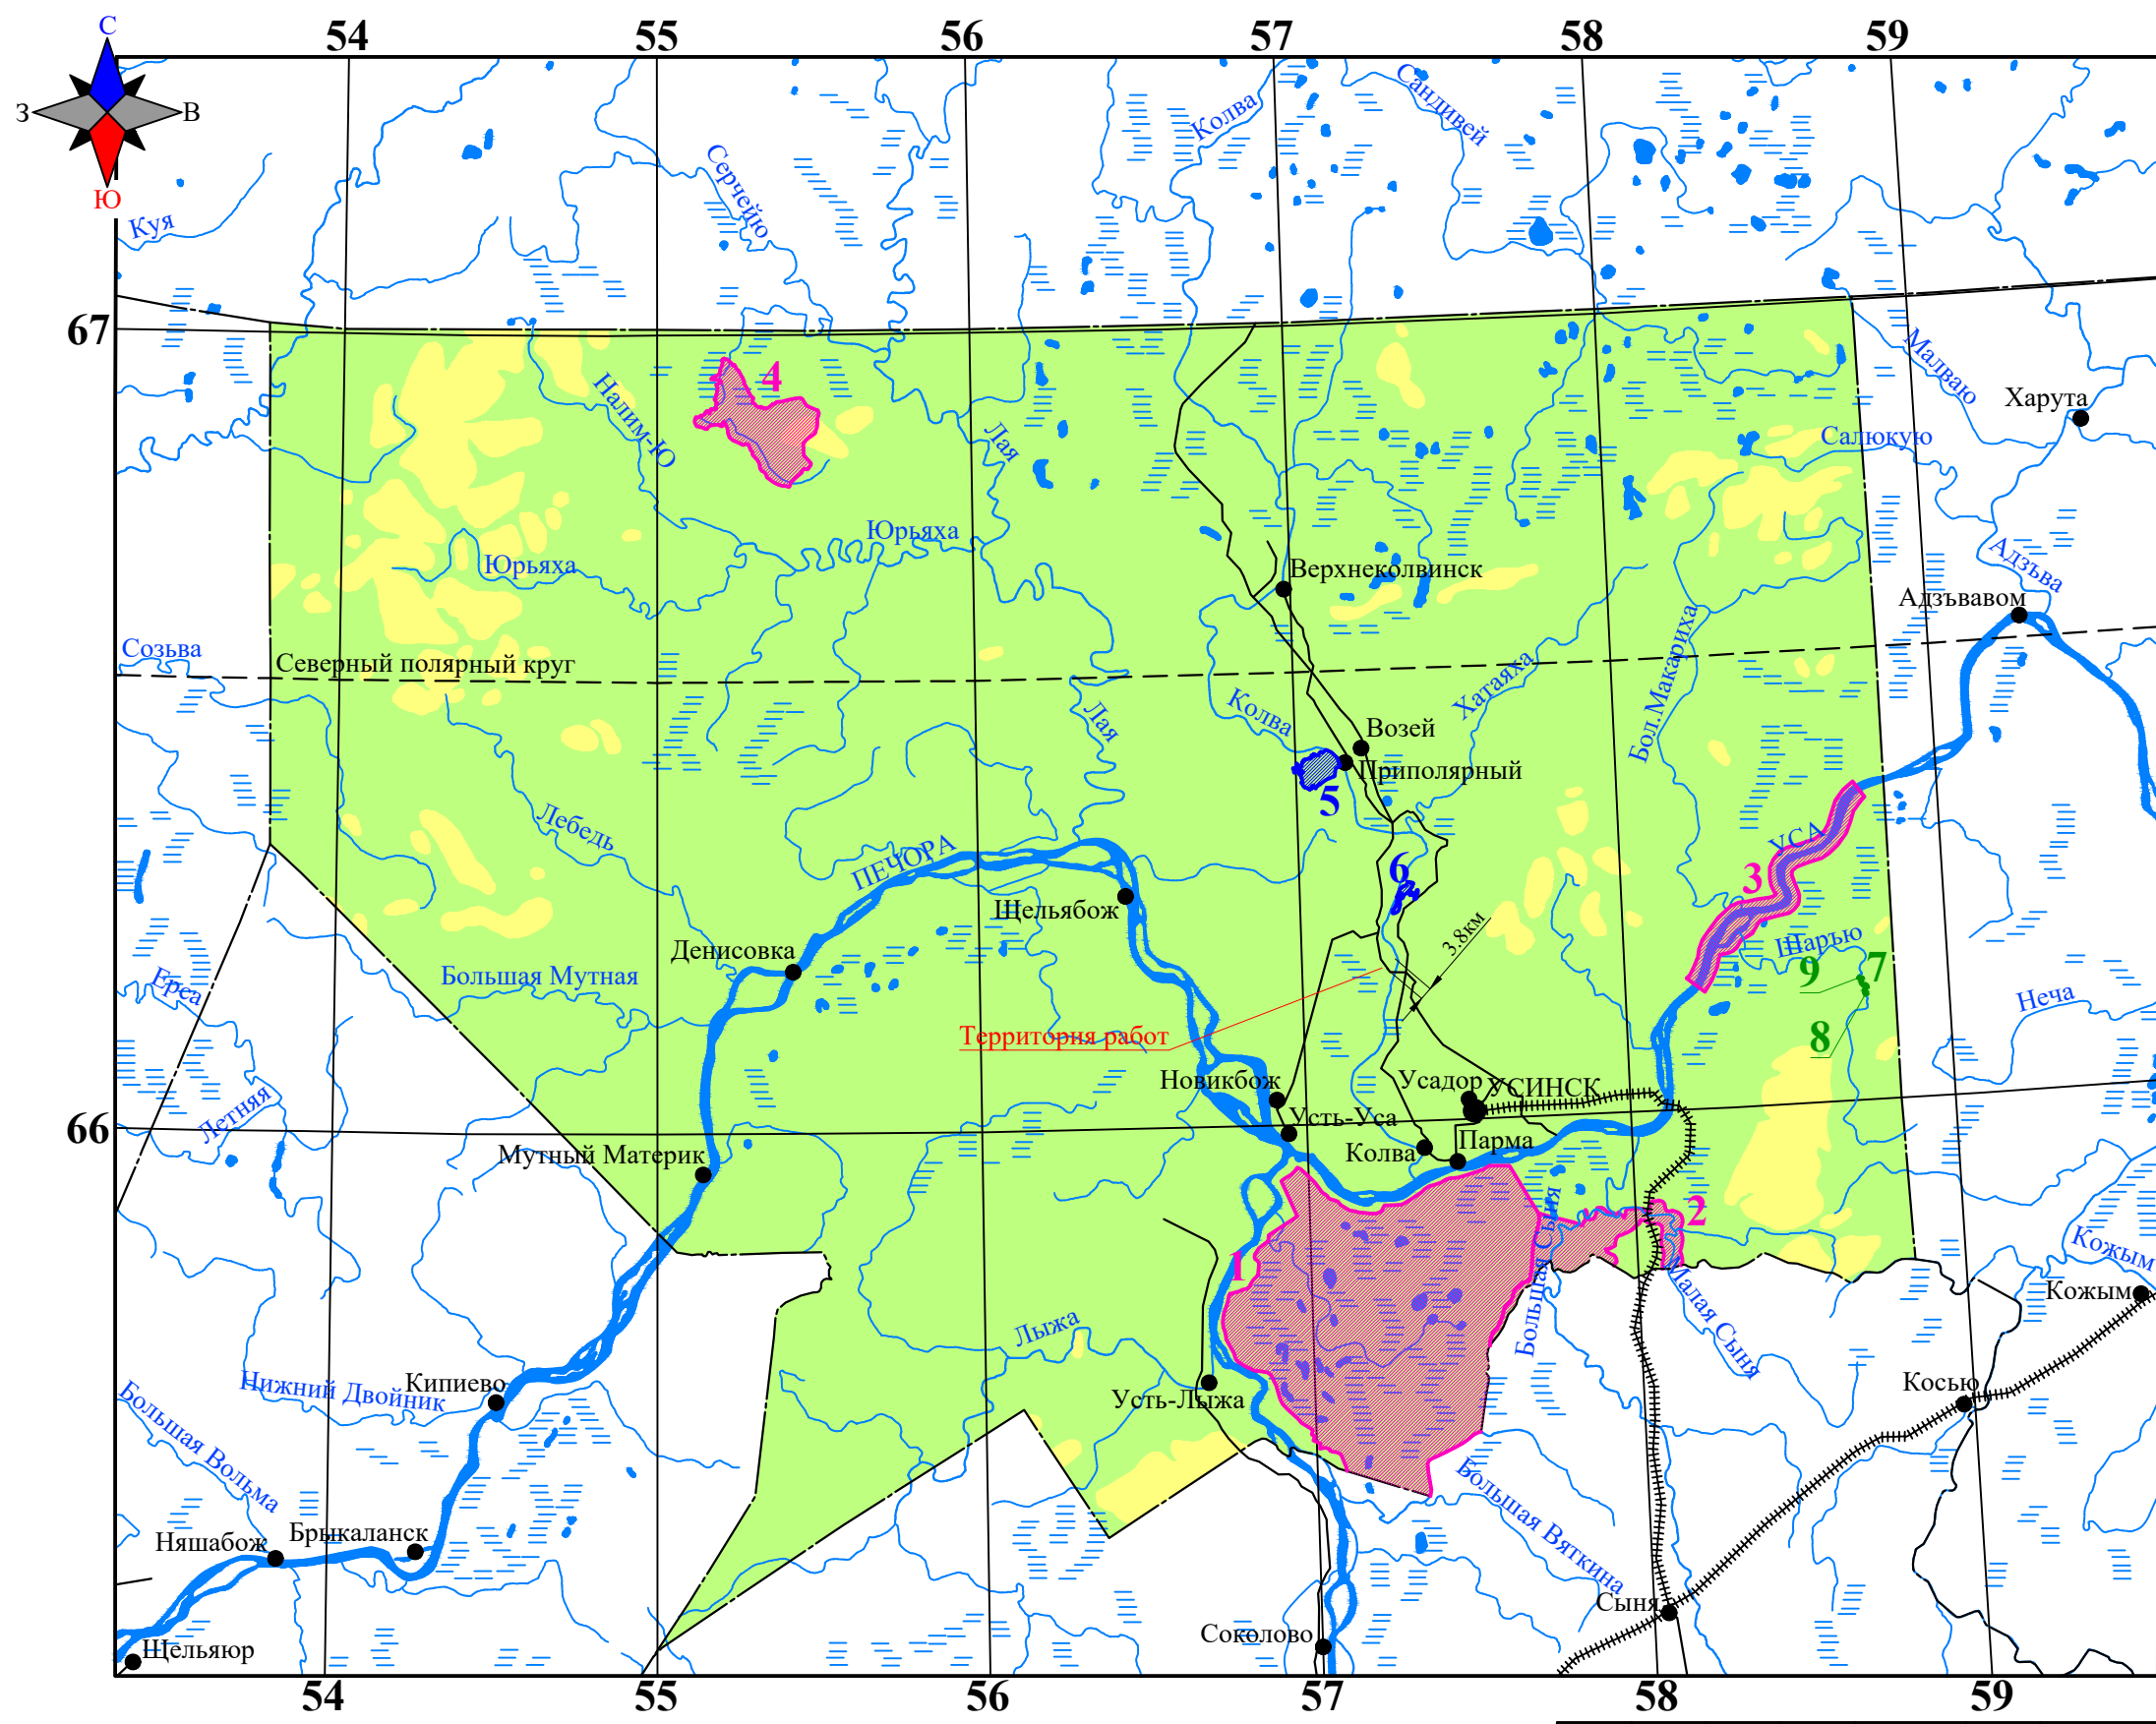 С
54 55 56 57 58 59
З
В
Ю
Куя
Серчейю
Колва
Сандивей
67
4
Налим-Ю
Лая
Малваю
Харута
Салюкую
Юрьяха
Юрьяха
Верхнеколвинск
Адзъва
Адзъвавом
Созьва
Северный полярный круг
Бол.Макариха
Хатаяха
Колва
Лая
Возей
Приполярный
5
Лебедь
ПЕЧОРА
УСА
6
3
Щельябож
Денисовка
3.8км
Шаръю
Большая Мутная
9
7
Ерса
Неча
Территория работ
8
Новикбож
Усадор
УСИНСК
Летняя
66
Усть-Уса
Колва
Парма
Мутный Материк
2
1
Большая Сыня
Малая Сыня
Кожым
Кожым
Лыжа
Нижний Двойник
Кипиево
Усть-Лыжа
Косью
Большая Вольма
Большая Вяткина
Няшабож
Брыкаланск
Сыня
Соколово
Щельяюр
54 55 56 57 58 59